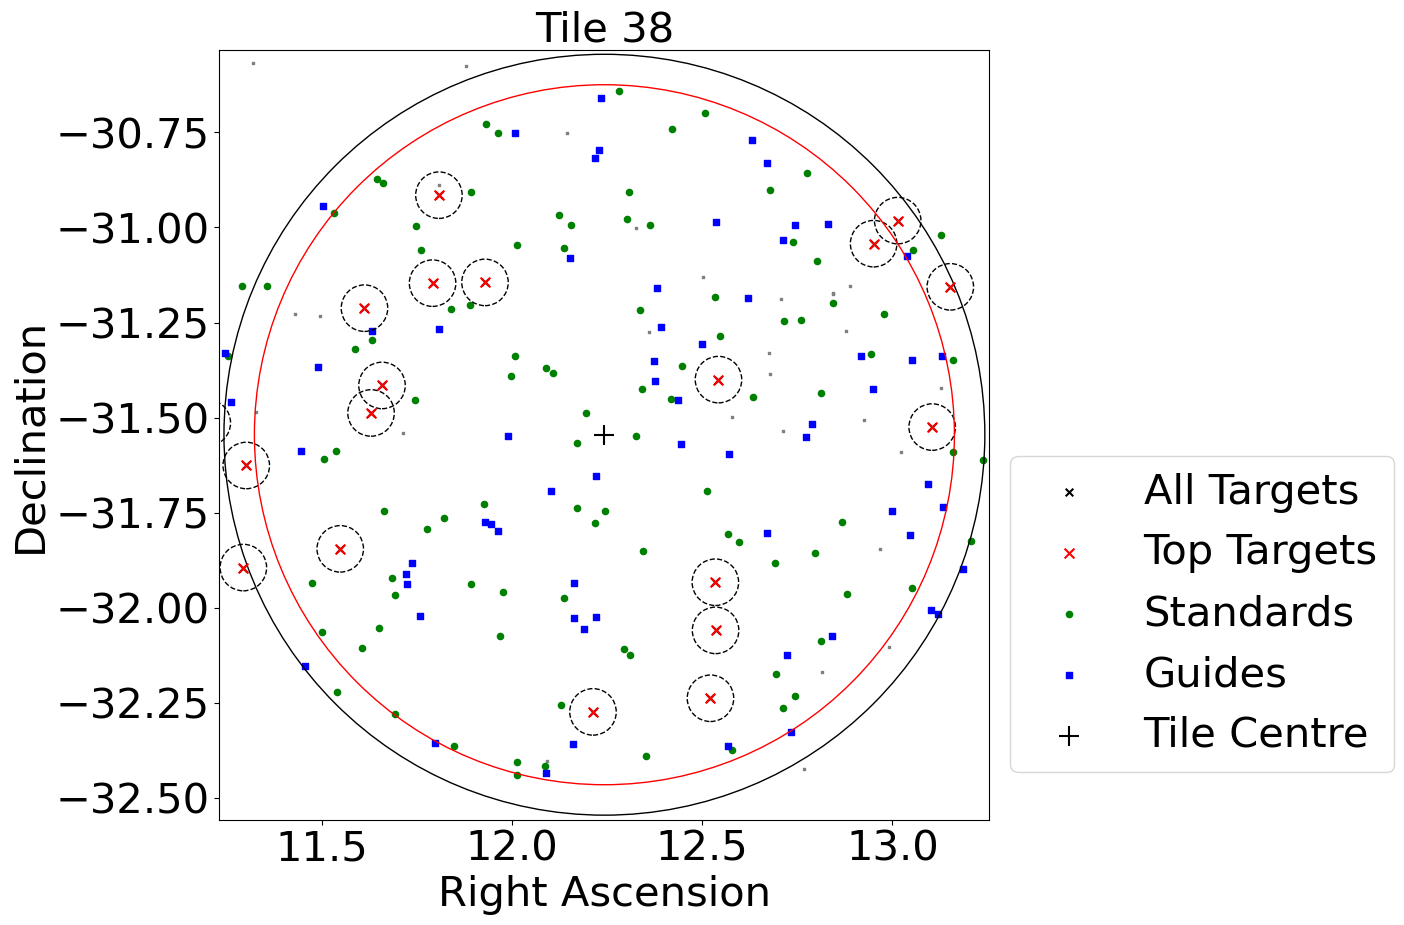 Tile 38
Declination
−30.75
−31.00
−31.25
−31.50
−31.75
−32.00
−32.25
−32.50
11.5
12.0
12.5
13.0
Right Ascension
All Targets
Top Targets
Standards
Guides
Tile Centre